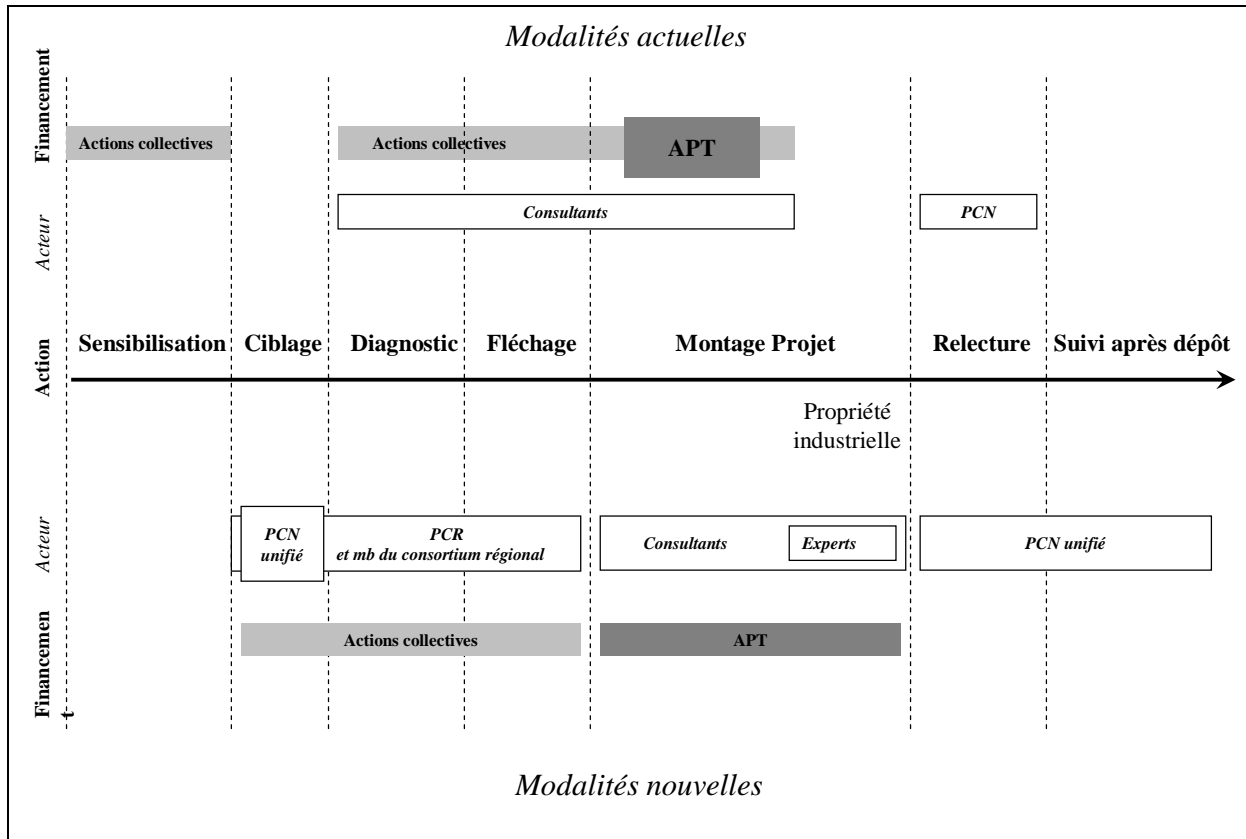 Modalités actuelles
Financement
Actions collectives
Actions collectives
APT
Acteur
Consultants
PCN
Action
Sensibilisation
Ciblage
Diagnostic
Fléchage
Montage Projet
Relecture
Suivi après dépôt
Propriété
industrielle
Acteur
PCN
unifié
PCR
et mb du consortium régional
Consultants
Experts
PCN unifié
Financemen
t
Actions collectives
APT
Modalités nouvelles